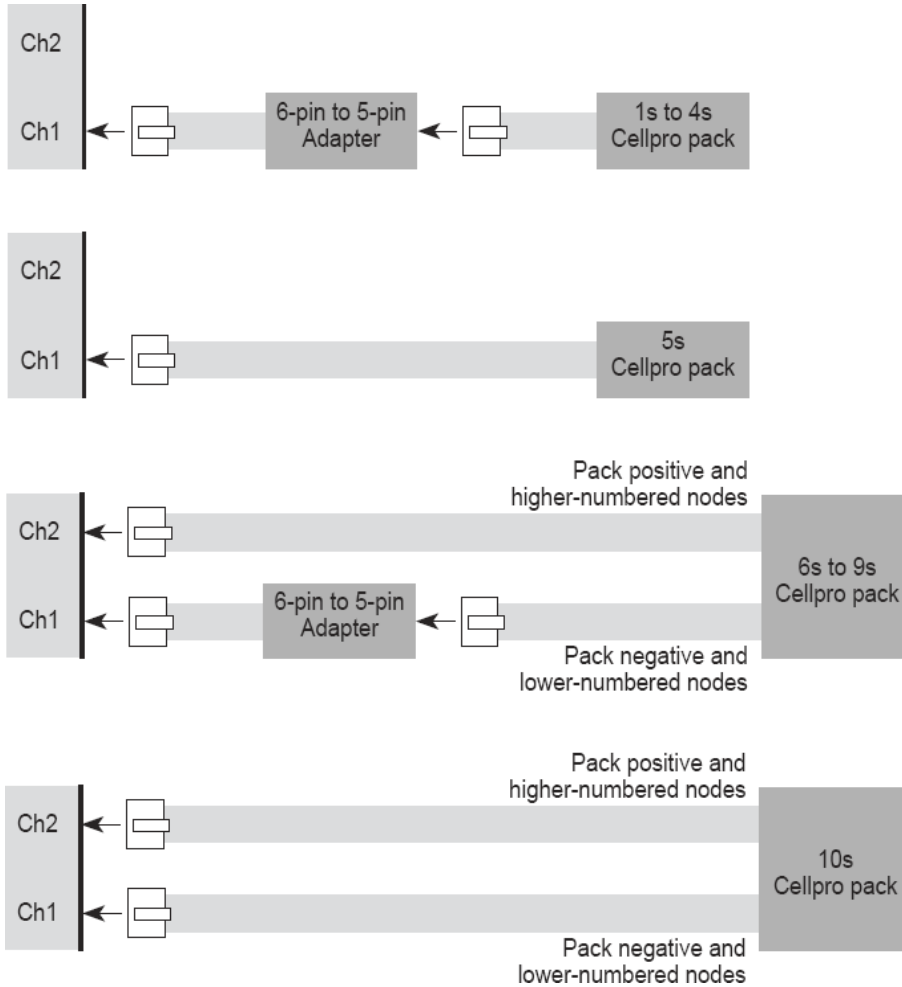 Ch2
Ch1
6-pin to 5-pin
Adapter
1s to 4s
Cellpro pack
Ch2
Ch1
5s
Cellpro pack
Pack positive and
higher-numbered nodes
Ch2
6s to 9s
Cellpro pack
Ch1
6-pin to 5-pin
Adapter
Pack negative and
lower-numbered nodes
Pack positive and
higher-numbered nodes
Ch2
10s
Cellpro pack
Ch1
Pack negative and
lower-numbered nodes